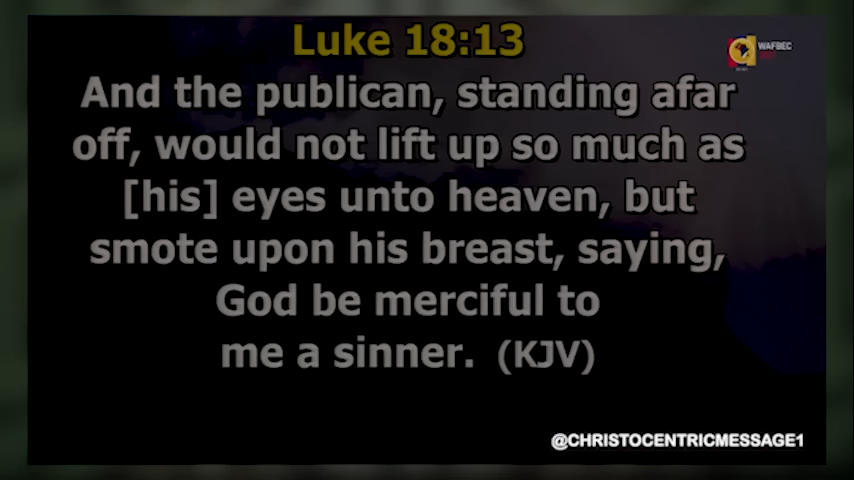 Luke 18:13
WAFBEC
And the publican, standing afar
off, would not lift up so much as
[his] eyes unto heaven, but
smote upon his breast, saying,
God be merciful to
me a sinner. (KJV)
@CHRISTOCENTRICMESSAGE1